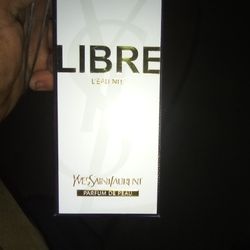 LIBRE
L'EAU NUE
YVESSAINTLAURENT
PARFUM DE PEAU